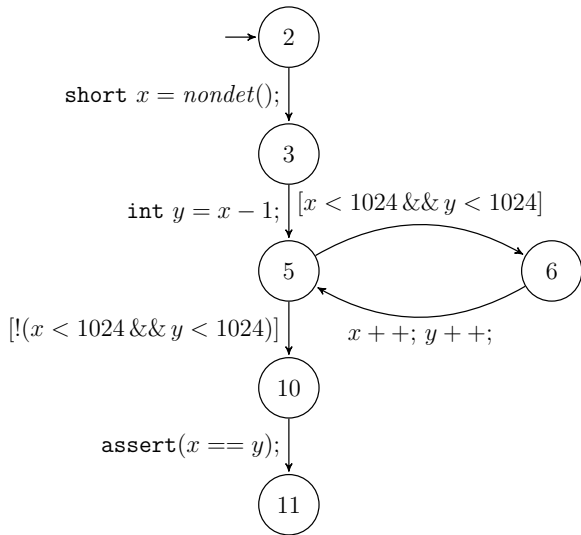 2
short x = nondet();
3
int y = x − 1;
[x < 1024 && y < 1024]
5
6
[!(x < 1024 && y < 1024)]
x + +; y + +;
10
assert(x == y);
11